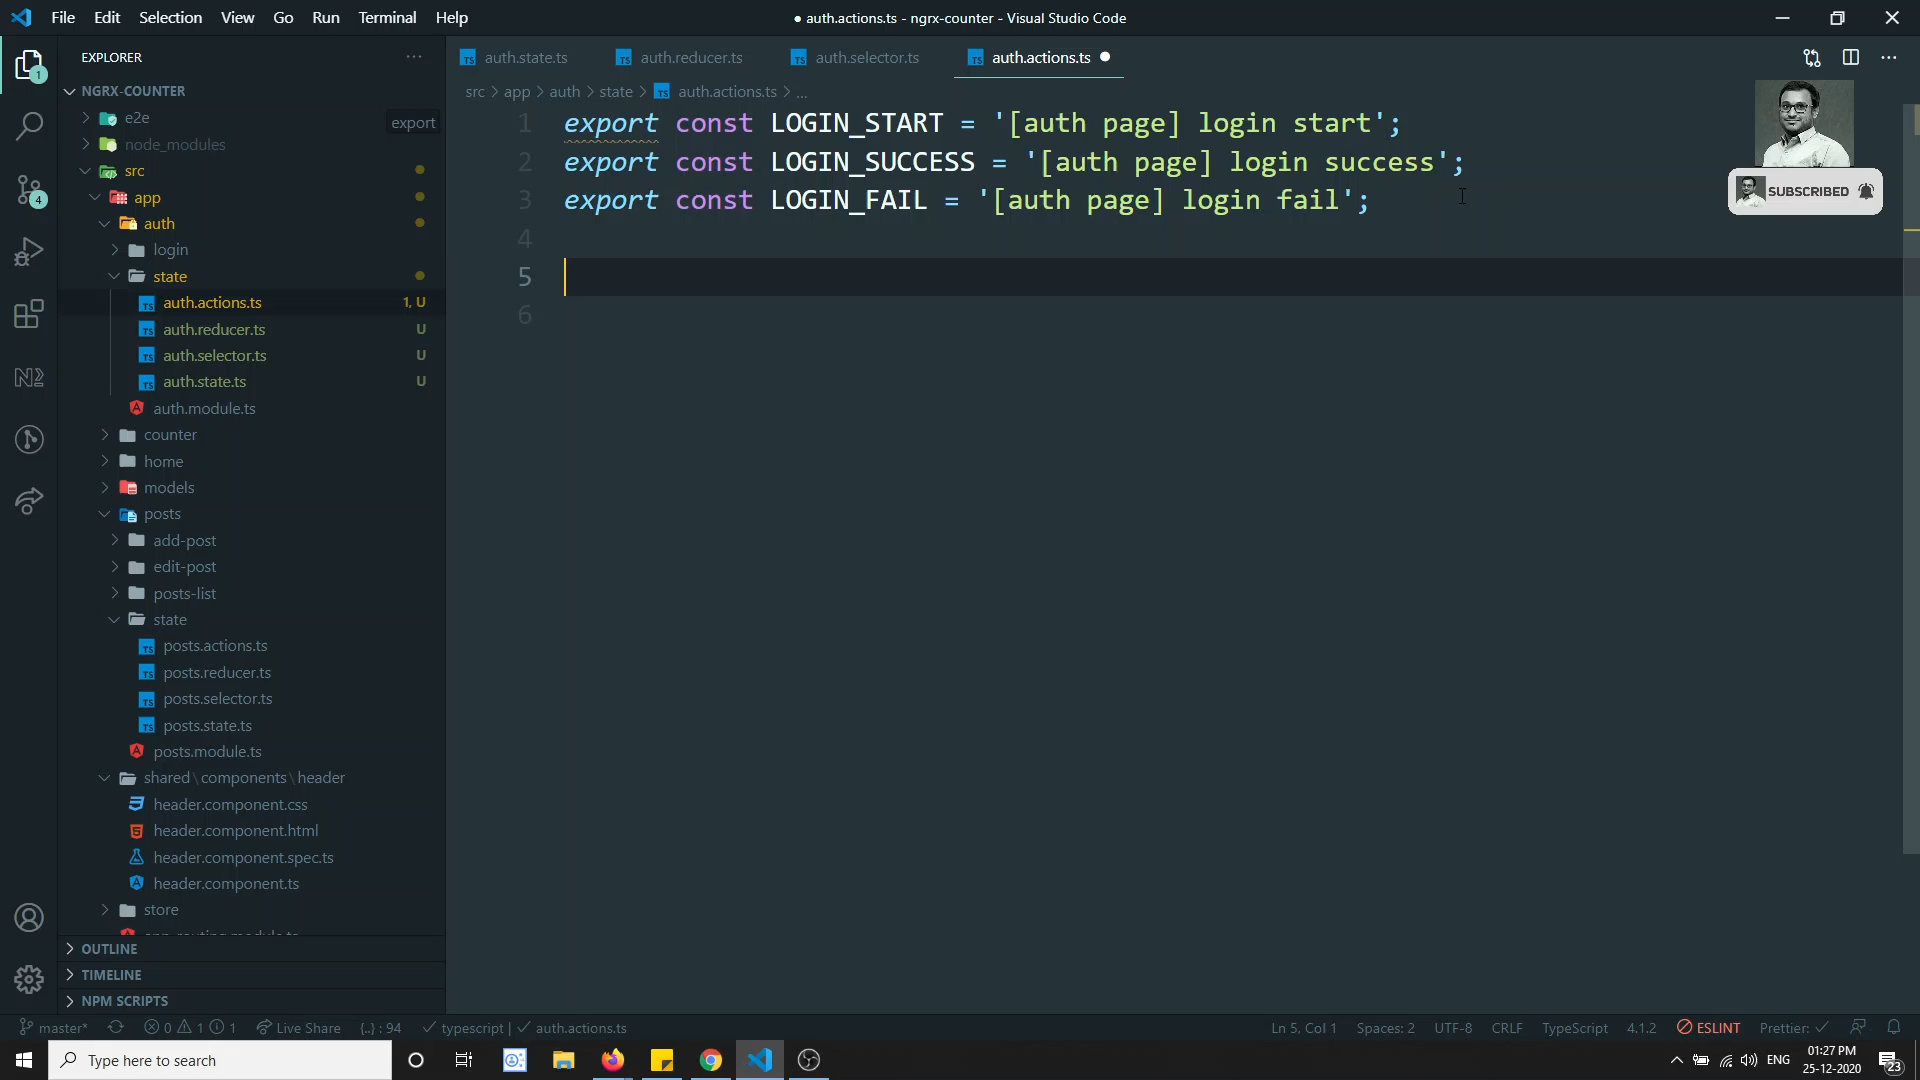 File Edit Selection View Go Run Terminal Help
● auth.actions.ts - ngrx-counter - Visual Studio Code
EXPLORER
auth.state.ts auth.reducer.ts auth.selector.ts auth.actions.ts
NGRX-COUNTER
src > app > auth > state > TS auth.actions.ts > ...
e2e
export
node_modules
src
app
auth
login
state
auth.actions.ts 1, U
auth.reducer.ts U
auth.selector.ts U
auth.state.ts U
auth.module.ts
counter
home
models
posts
add-post
edit-post
posts-list
state
posts.actions.ts
posts.reducer.ts
posts.selector.ts
posts.state.ts
posts.module.ts
shared\components\header
header.component.css
header.component.html
header.component.spec.ts
header.component.ts
store
OUTLINE
TIMELINE
NPM SCRIPTS
1 export const LOGIN_START = '[auth page] login start';
2 export const LOGIN_SUCCESS = '[auth page] login success';
3 export const LOGIN_FAIL = '[auth page] login fail';
4
5
6
SUBSCRIBED
1
4
master* 0 1 1 Live Share {..} : 94 typescript | auth.actions.ts
Ln 5, Col 1 Spaces: 2 UTF-8 CRLF TypeScript 4.1.2 ESLINT Prettier:
Type here to search
ENG
01:27 PM
25-12-2020
23